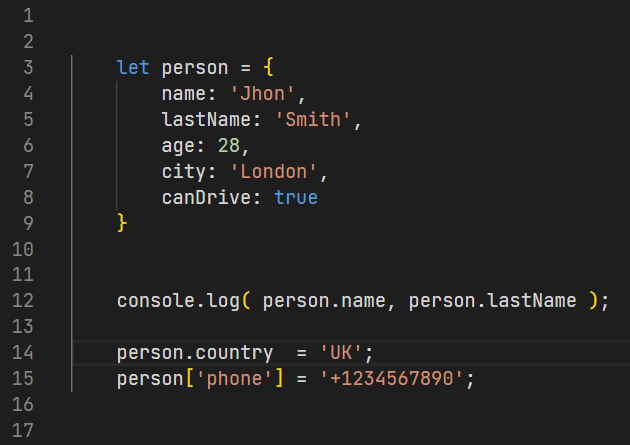 1
2
3 let person = {
4 name: 'Jhon',
5 lastName: 'Smith',
6 age: 28,
7 city: 'London',
8 canDrive: true
9 }
10
11
12 console.log( person.name, person.lastName );
13
14 person.country  = 'UK';
15 person['phone'] = '+1234567890';
16
17